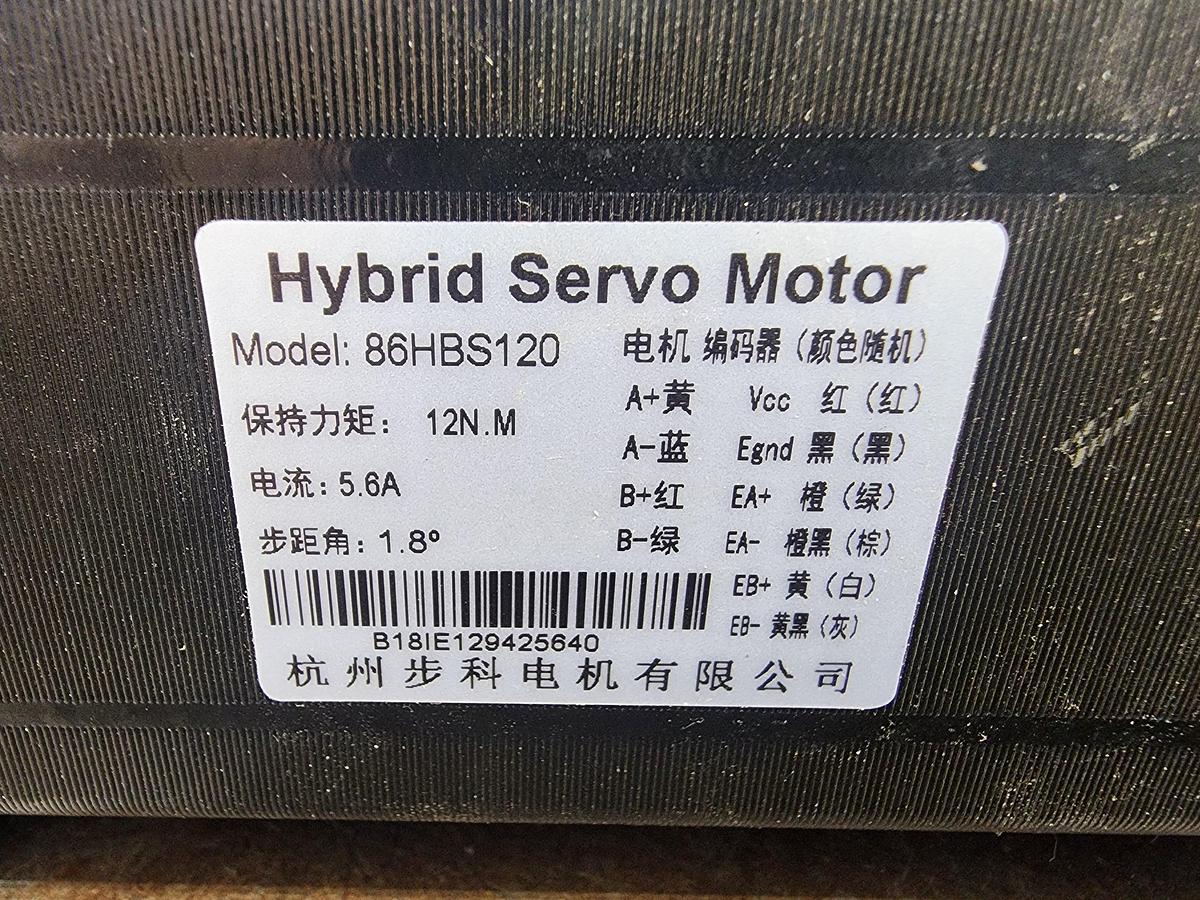 Hybrid Servo Motor
Model: 86HBS120
保持力矩： 12N.M
电流: 5.6A
步距角: 1.8°
电机 编码器（颜色随机）
A+黄 Vcc 红（红）
A-蓝 Egnd 黑（黑）
B+红 EA+ 橙（绿）
B-绿 EA- 橙黑（棕）
EB+ 黄（白）
EB- 黄黑（灰）
B18IE129425640
杭州步科电机有限公司